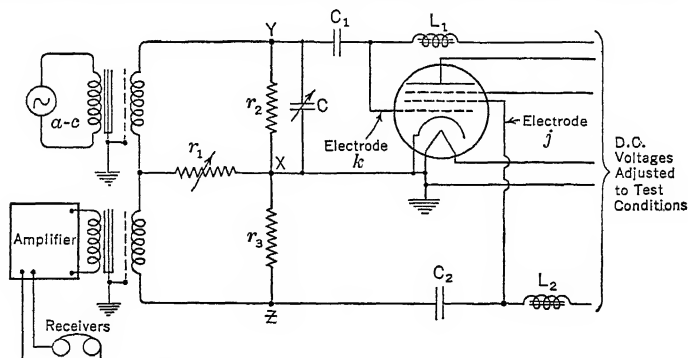 Y
C₁
L₁
a-c
r₂
C
Electrode
k
Electrode
j
r₁
X
D.C.
Voltages
Adjusted
to Test
Conditions
Amplifier
r₃
C₂
L₂
Z
Receivers